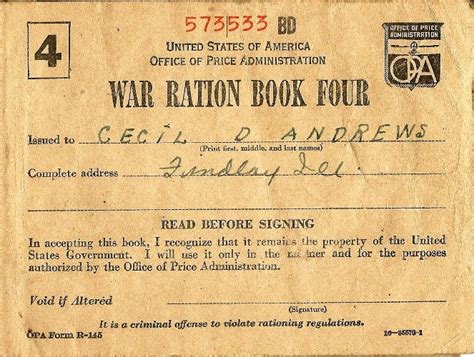 573533 BD
4
UNITED STATES OF AMERICA
OFFICE OF PRICE ADMINISTRATION
OFFICE OF PRICE
ADMINISTRATION
OPA
WAR RATION BOOK FOUR
Issued to CECIL D ANDREWS
(Print first, middle, and last names)
Complete address Findlay Ill.
READ BEFORE SIGNING
In accepting this book, I recognize that it remains the property of the United
States Government. I will use it only in the manner and for the purposes
authorized by the Office of Price Administration.
Void if Altered
(Signature)
It is a criminal offense to violate rationing regulations.
OPA Form R-145
16-35570-1